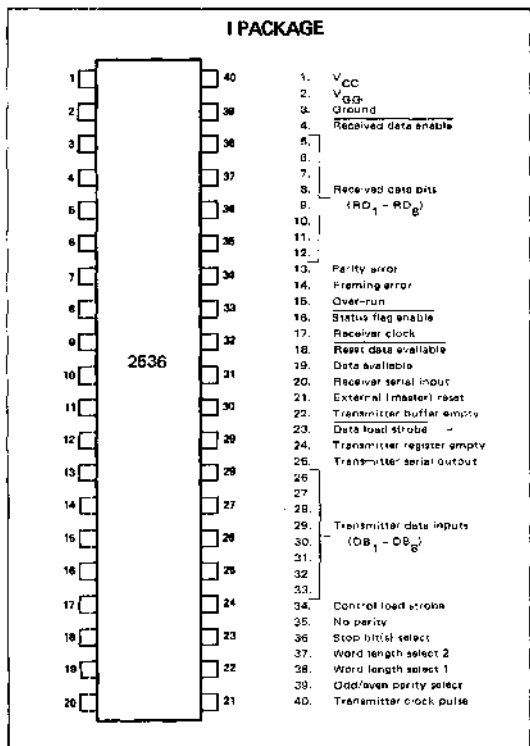 I PACKAGE
1 40
2 39
3 38
4 37
5 36
6 35
7 34
8 33
9 32
2536
10 31
11 30
12 29
13 28
14 27
15 26
16 25
17 24
18 23
19 22
20 21
1. VCC
2. VGG
3. Ground
4. Received data enable
5.
6.
7.
8. Received data bits
9. (RD1 - RD8)
10.
11.
12.
13. Parity error
14. Framing error
15. Over-run
16. Status flag enable
17. Receiver clock
18. Reset data available
19. Data available
20. Receiver serial input
21. External (master) reset
22. Transmitter buffer empty
23. Data load strobe
24. Transmitter register empty
25. Transmitter serial output
26
27
28.
29. Transmitter data inputs
30. (DB1 - DB8)
31.
32
33.
34. Control load strobe
35. No parity
36 Stop bit(s) select
37. Word length select 2
38. Word length select 1
39. Odd/even parity select
40. Transmitter clock pulse